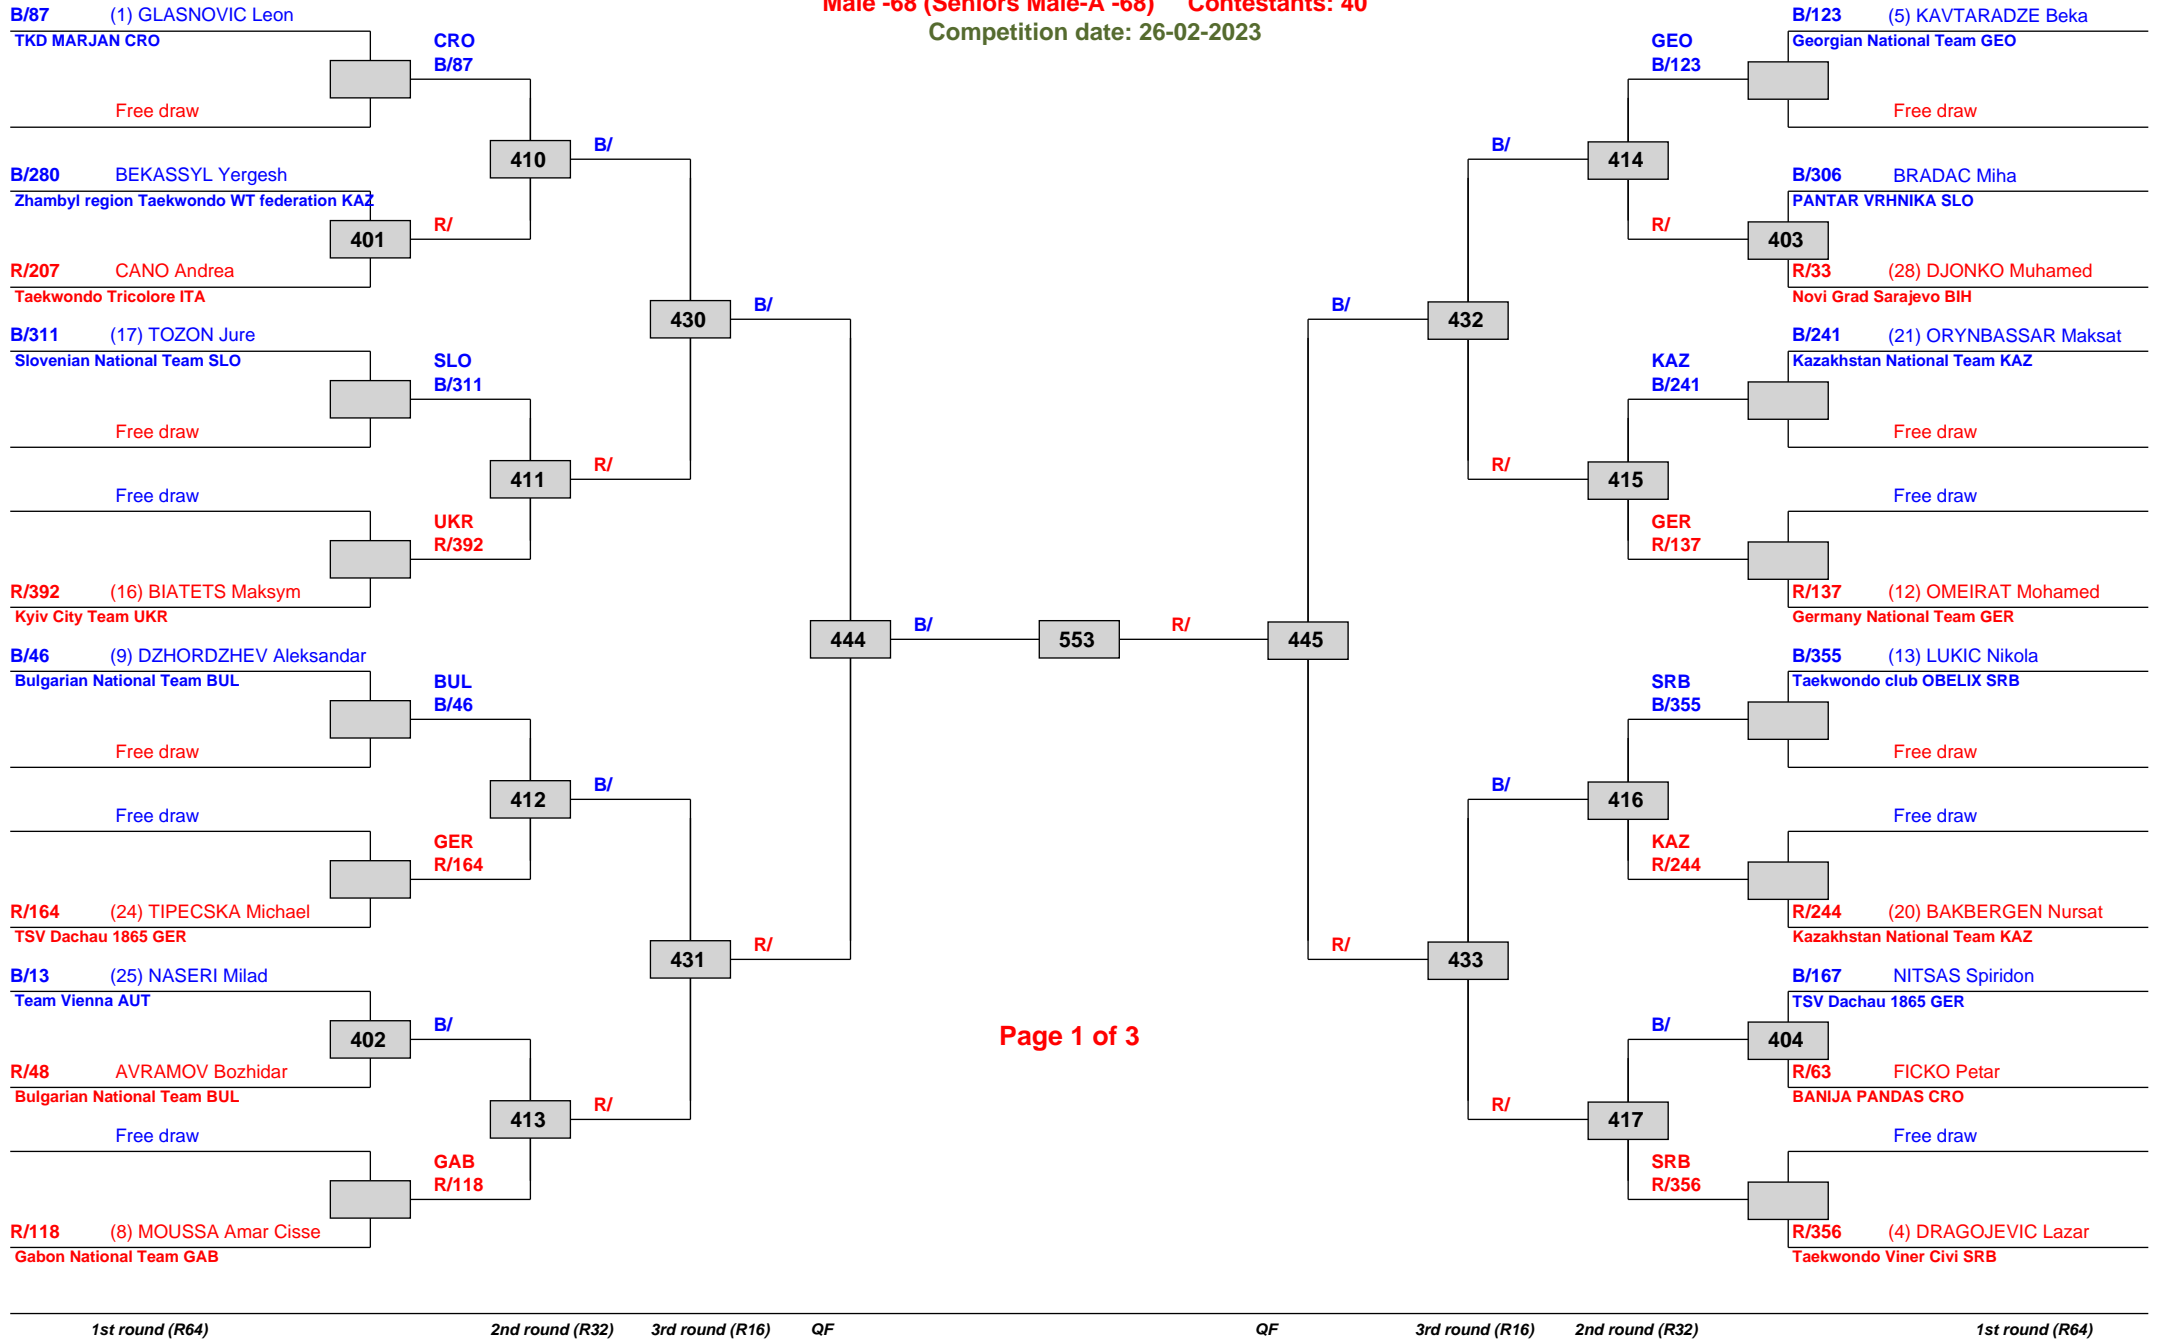 Male -68 (Seniors Male-A -68) Contestants: 40
Competition date: 26-02-2023
B/87 (1) GLASNOVIC Leon
TKD MARJAN CRO
CRO
B/87
Free draw
410
B/
B/280 BEKASSYL Yergesh
Zhambyl region Taekwondo WT federation KAZ
401
R/
R/207 CANO Andrea
Taekwondo Tricolore ITA
430
B/
B/311 (17) TOZON Jure
Slovenian National Team SLO
SLO
B/311
Free draw
411
R/
Free draw
UKR
R/392
R/392 (16) BIATETS Maksym
Kyiv City Team UKR
444
B/
B/46 (9) DZHORDZHEV Aleksandar
Bulgarian National Team BUL
BUL
B/46
Free draw
412
B/
Free draw
GER
R/164
R/164 (24) TIPECSKA Michael
TSV Dachau 1865 GER
431
R/
B/13 (25) NASERI Milad
Team Vienna AUT
402
B/
R/48 AVRAMOV Bozhidar
Bulgarian National Team BUL
413
R/
Free draw
GAB
R/118
R/118 (8) MOUSSA Amar Cisse
Gabon National Team GAB
553
R/
445
Page 1 of 3
B/123 (5) KAVTARADZE Beka
Georgian National Team GEO
GEO
B/123
Free draw
B/
414
B/306 BRADAC Miha
PANTAR VRHNIKA SLO
R/
403
R/33 (28) DJONKO Muhamed
Novi Grad Sarajevo BIH
B/
432
B/241 (21) ORYNBASSAR Maksat
Kazakhstan National Team KAZ
KAZ
B/241
Free draw
R/
415
Free draw
GER
R/137
R/137 (12) OMEIRAT Mohamed
Germany National Team GER
B/355 (13) LUKIC Nikola
Taekwondo club OBELIX SRB
SRB
B/355
Free draw
B/
416
Free draw
KAZ
R/244
R/244 (20) BAKBERGEN Nursat
Kazakhstan National Team KAZ
R/
433
B/167 NITSAS Spiridon
TSV Dachau 1865 GER
B/
404
R/63 FICKO Petar
BANIJA PANDAS CRO
R/
417
Free draw
SRB
R/356
R/356 (4) DRAGOJEVIC Lazar
Taekwondo Viner Civi SRB
1st round (R64) 2nd round (R32) 3rd round (R16) QF QF 3rd round (R16) 2nd round (R32) 1st round (R64)